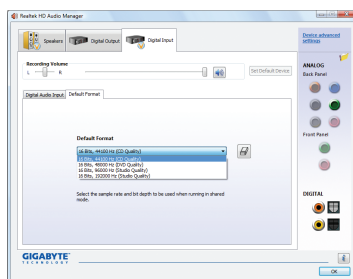 Realtek HD Audio Manager
Speakers
Digital Output
Digital Input
Device advanced
settings
Recording Volume
L
R
Set Default Device
ANALOG
Back Panel
Digital Audio Input
Default Format
Default Format
16 Bits, 44100 Hz (CD Quality)
16 Bits, 44100 Hz (CD Quality)
16 Bits, 48000 Hz (DVD Quality)
16 Bits, 96000 Hz (Studio Quality)
16 Bits, 192000 Hz (Studio Quality)
Front Panel
Select the sample rate and bit depth to be used when running in shared
mode.
DIGITAL
GIGABYTE
TECHNOLOGY
OK